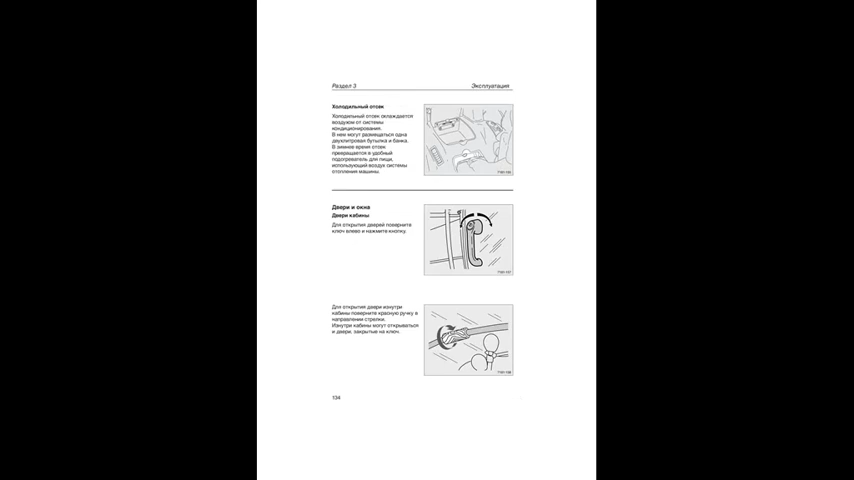 Раздел 3
Эксплуатация
Холодильный отсек
Холодильный отсек охлаждается
воздухом от системы
кондиционирования.
В нем могут размещаться одна
двухлитровая бутылка и банка.
В зимнее время отсек
превращается в удобный
подогреватель для пищи,
использующий воздух системы
отопления машины.
Двери и окна
Двери кабины
Для открытия дверей поверните
ключ влево и нажмите кнопку.
Для открытия двери изнутри
кабины поверните красную ручку в
направлении стрелки.
Изнутри кабины могут открываться
и двери, закрытые на ключ.
134